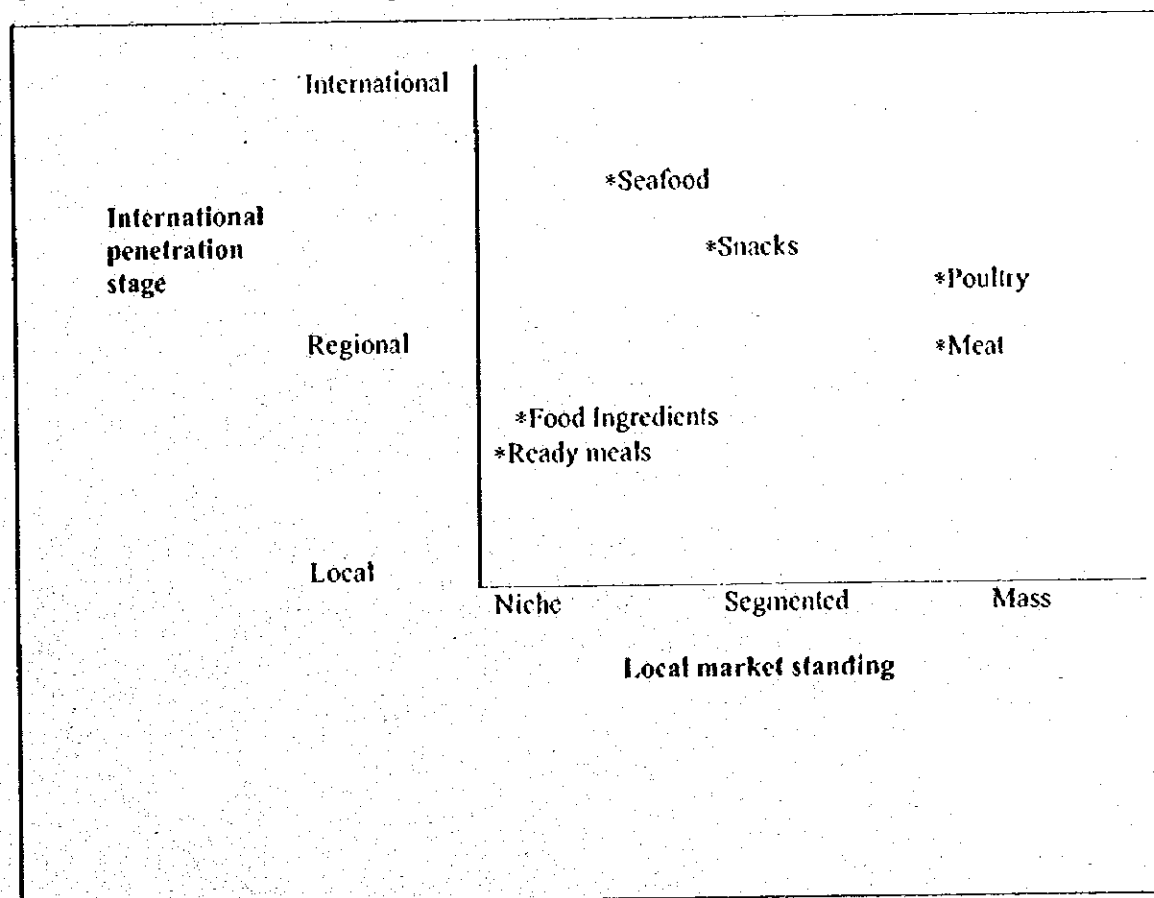 International
*Seafood
International
penetration
stage
*Snacks
*Poultry
Regional
*Meat
*Food Ingredients
*Ready meals
Local
Niche Segmented Mass
Local market standing